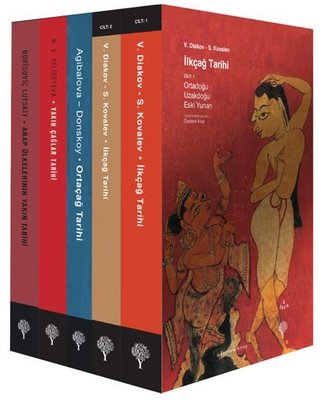 BORISOVIÇ LUTSKIY • ARAP ÜLKELERİNİN YAKIN TARİHİ
N. V. YELISEYEVA • YAKIN ÇAĞLAR TARİHİ
Agibalova – Donskoy • Ortaçağ Tarihi
CİLT: 2
V. Diakov - S. Kovalev • İlkçağ Tarihi
CİLT: 1
V. Diakov - S. Kovalev • İlkçağ Tarihi
V. Diakov - S. Kovalev
İlkçağ Tarihi
CİLT: 1
Ortadoğu
Uzakdoğu
Eski Yunan